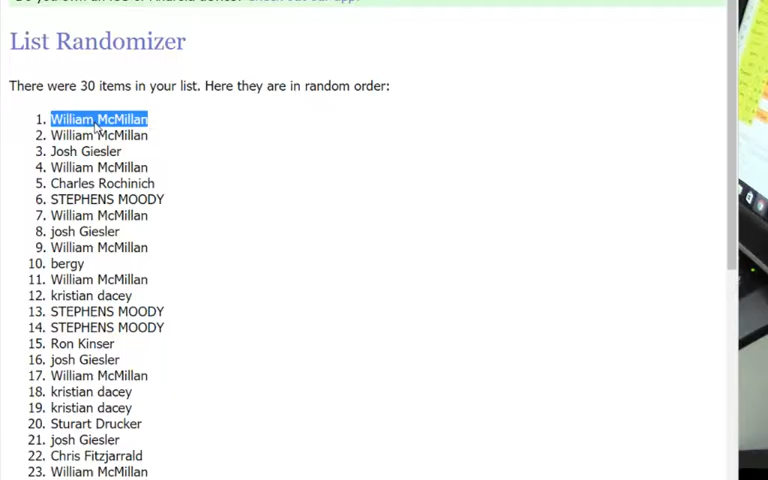 List Randomizer
There were 30 items in your list. Here they are in random order:
1. William McMillan
2. William McMillan
3. Josh Giesler
4. William McMillan
5. Charles Rochinich
6. STEPHENS MOODY
7. William McMillan
8. josh Giesler
9. William McMillan
10. bergy
11. William McMillan
12. kristian dacey
13. STEPHENS MOODY
14. STEPHENS MOODY
15. Ron Kinser
16. josh Giesler
17. William McMillan
18. kristian dacey
19. kristian dacey
20. Sturart Drucker
21. josh Giesler
22. Chris Fitzjarrald
23. William McMillan